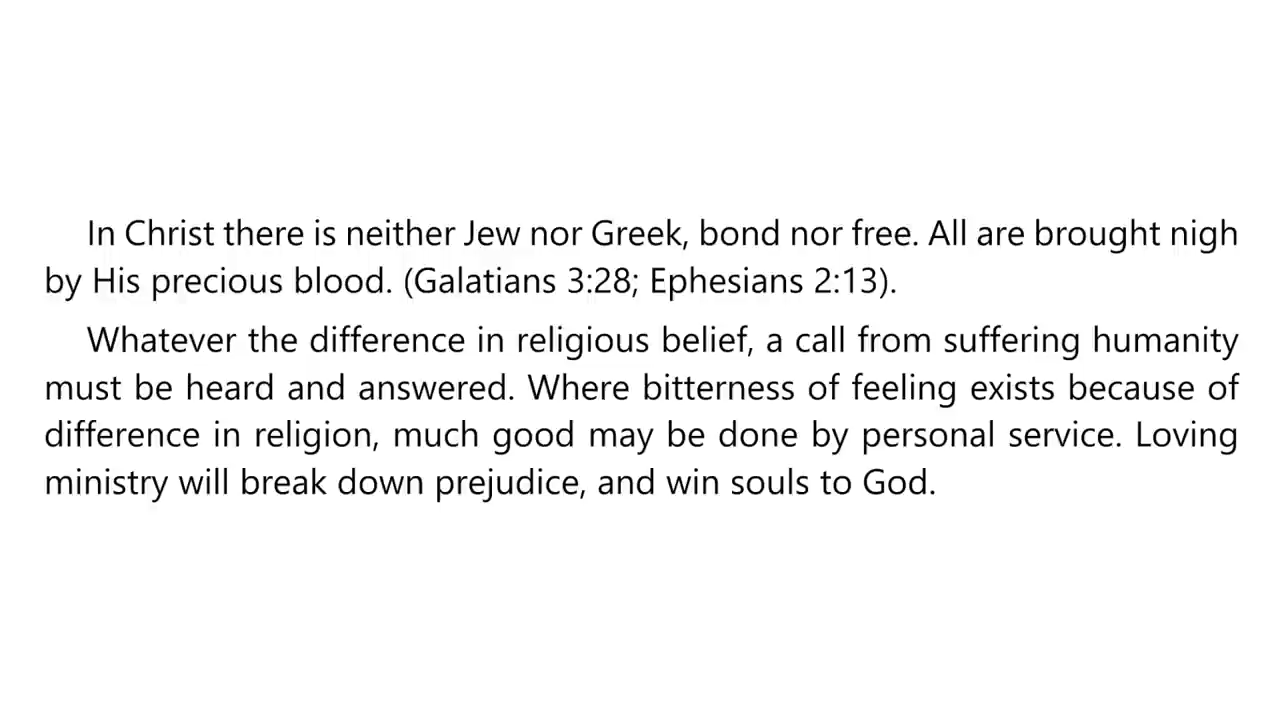 In Christ there is neither Jew nor Greek, bond nor free. All are brought nigh
by His precious blood. (Galatians 3:28; Ephesians 2:13).
Whatever the difference in religious belief, a call from suffering humanity
must be heard and answered. Where bitterness of feeling exists because of
difference in religion, much good may be done by personal service. Loving
ministry will break down prejudice, and win souls to God.